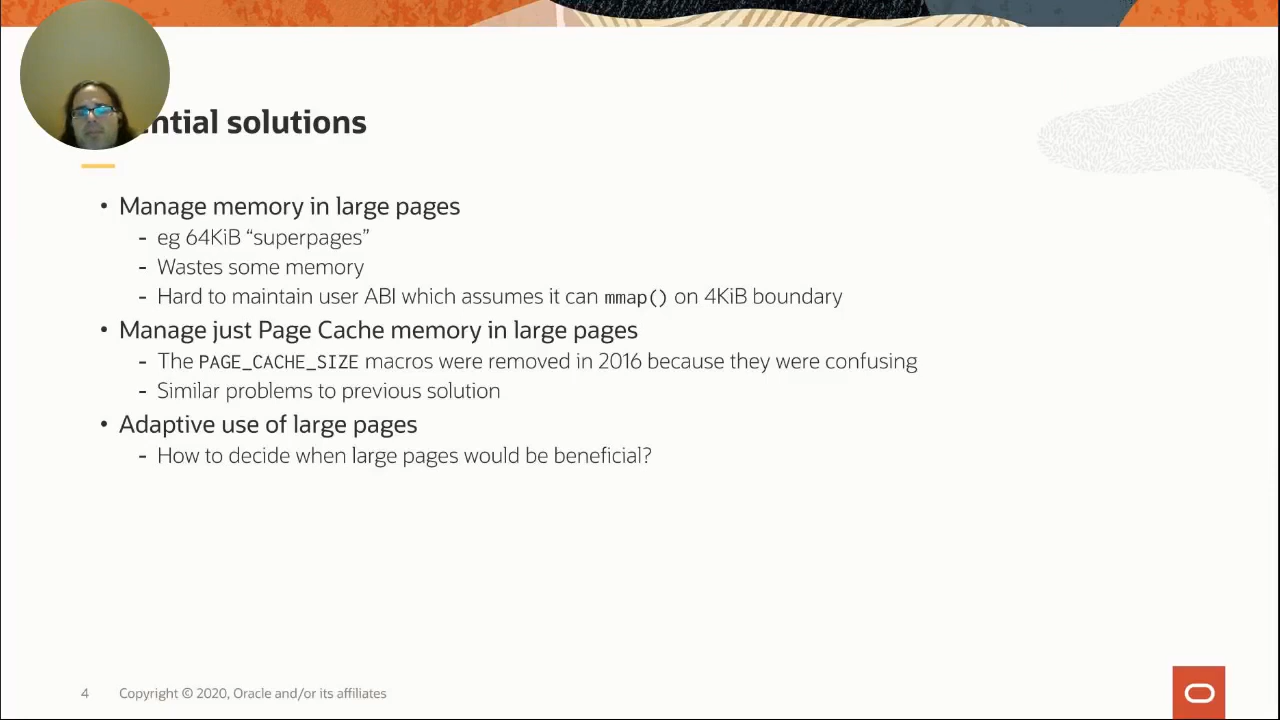 ntial solutions
• Manage memory in large pages
- eg 64KiB “superpages”
- Wastes some memory
- Hard to maintain user ABI which assumes it can mmap() on 4KiB boundary
• Manage just Page Cache memory in large pages
- The PAGE_CACHE_SIZE macros were removed in 2016 because they were confusing
- Similar problems to previous solution
• Adaptive use of large pages
- How to decide when large pages would be beneficial?
4 Copyright © 2020, Oracle and/or its affiliates